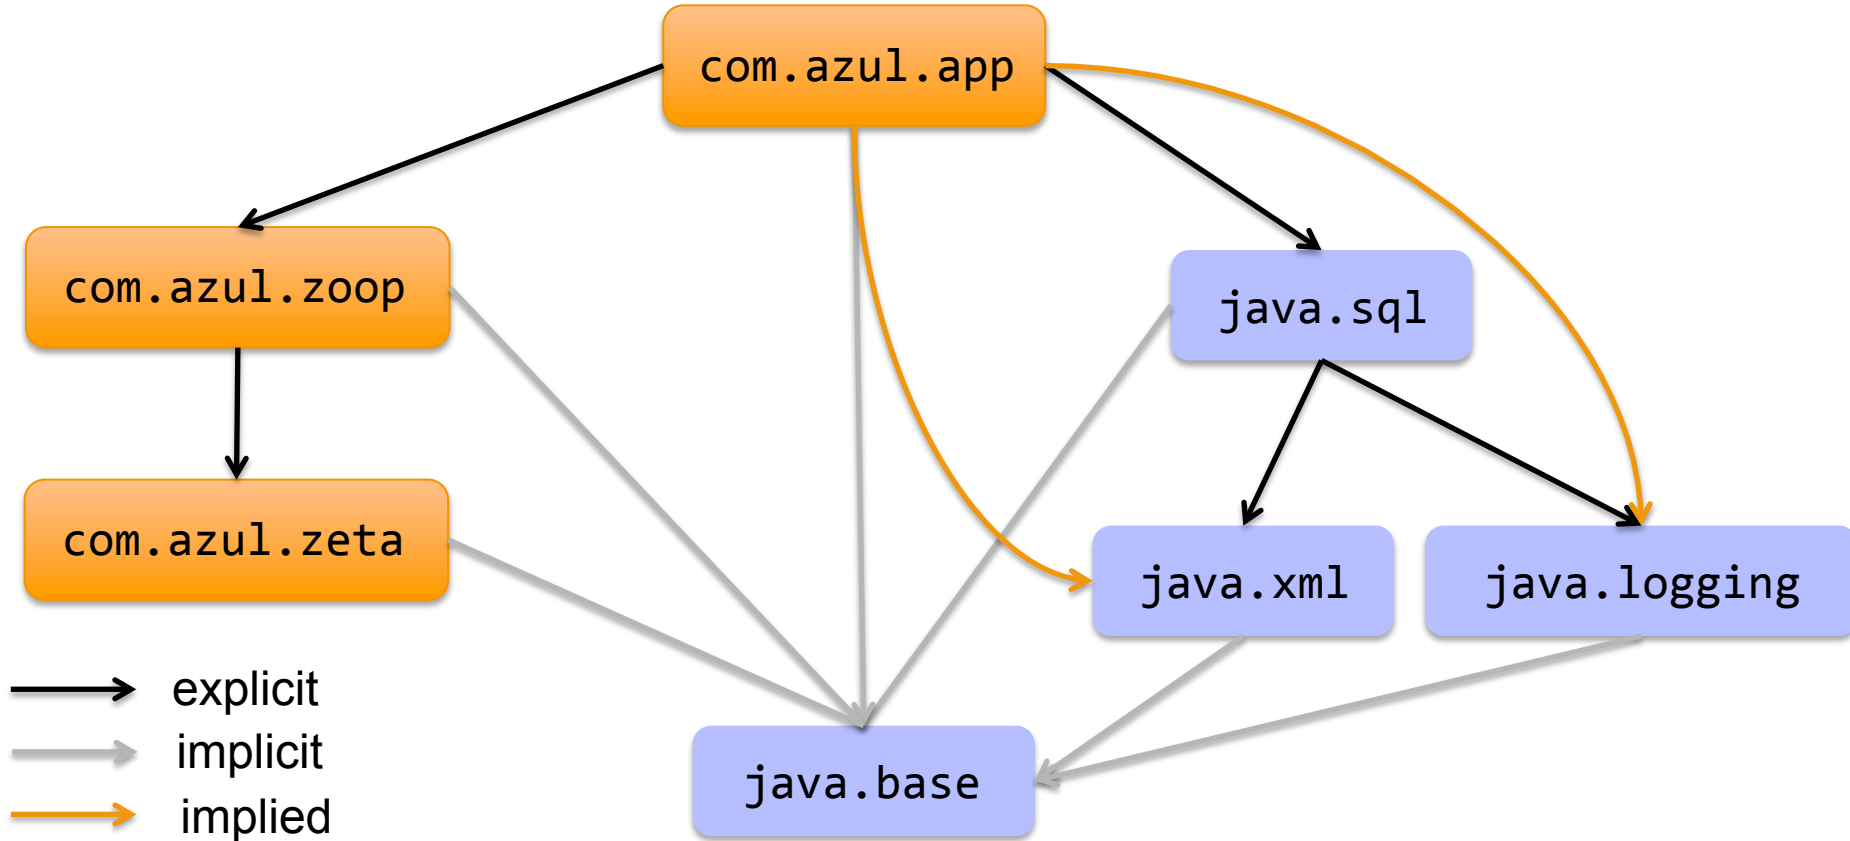 com.azul.app
com.azul.zoop
java.sql
com.azul.zeta
java.xml
java.logging
java.base
explicit
implicit
implied